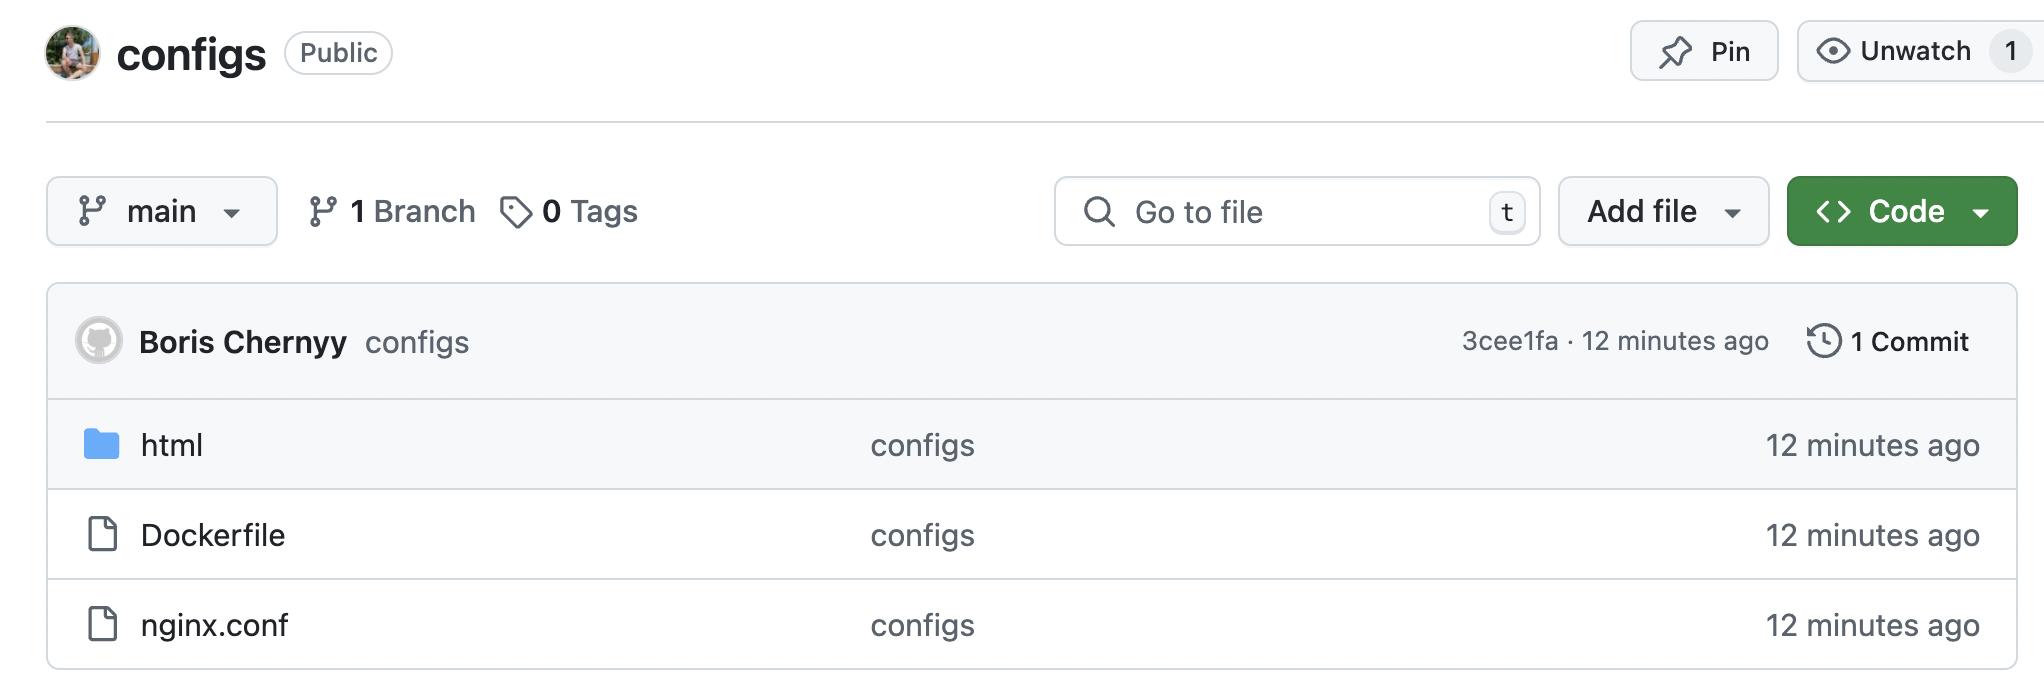 configs Public Pin Unwatch 1
main 1 Branch 0 Tags Go to file t Add file Code
Boris Chernyy configs 3cee1fa · 12 minutes ago 1 Commit
html configs 12 minutes ago
Dockerfile configs 12 minutes ago
nginx.conf configs 12 minutes ago